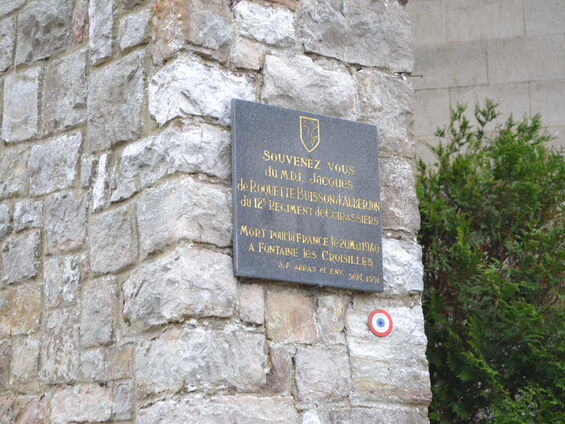 SOUVENEZ VOUS
du M.D.L. JACQUES
de ROQUETTE BUISSON d'AUBERJON
du 12e REGIMENT de CUIRASSIERS
MORT pour la FRANCE le 20 MAI 1940
A FONTAINE les CROISILLES
S.F. ARRAS et ENV. SEPT. 1991